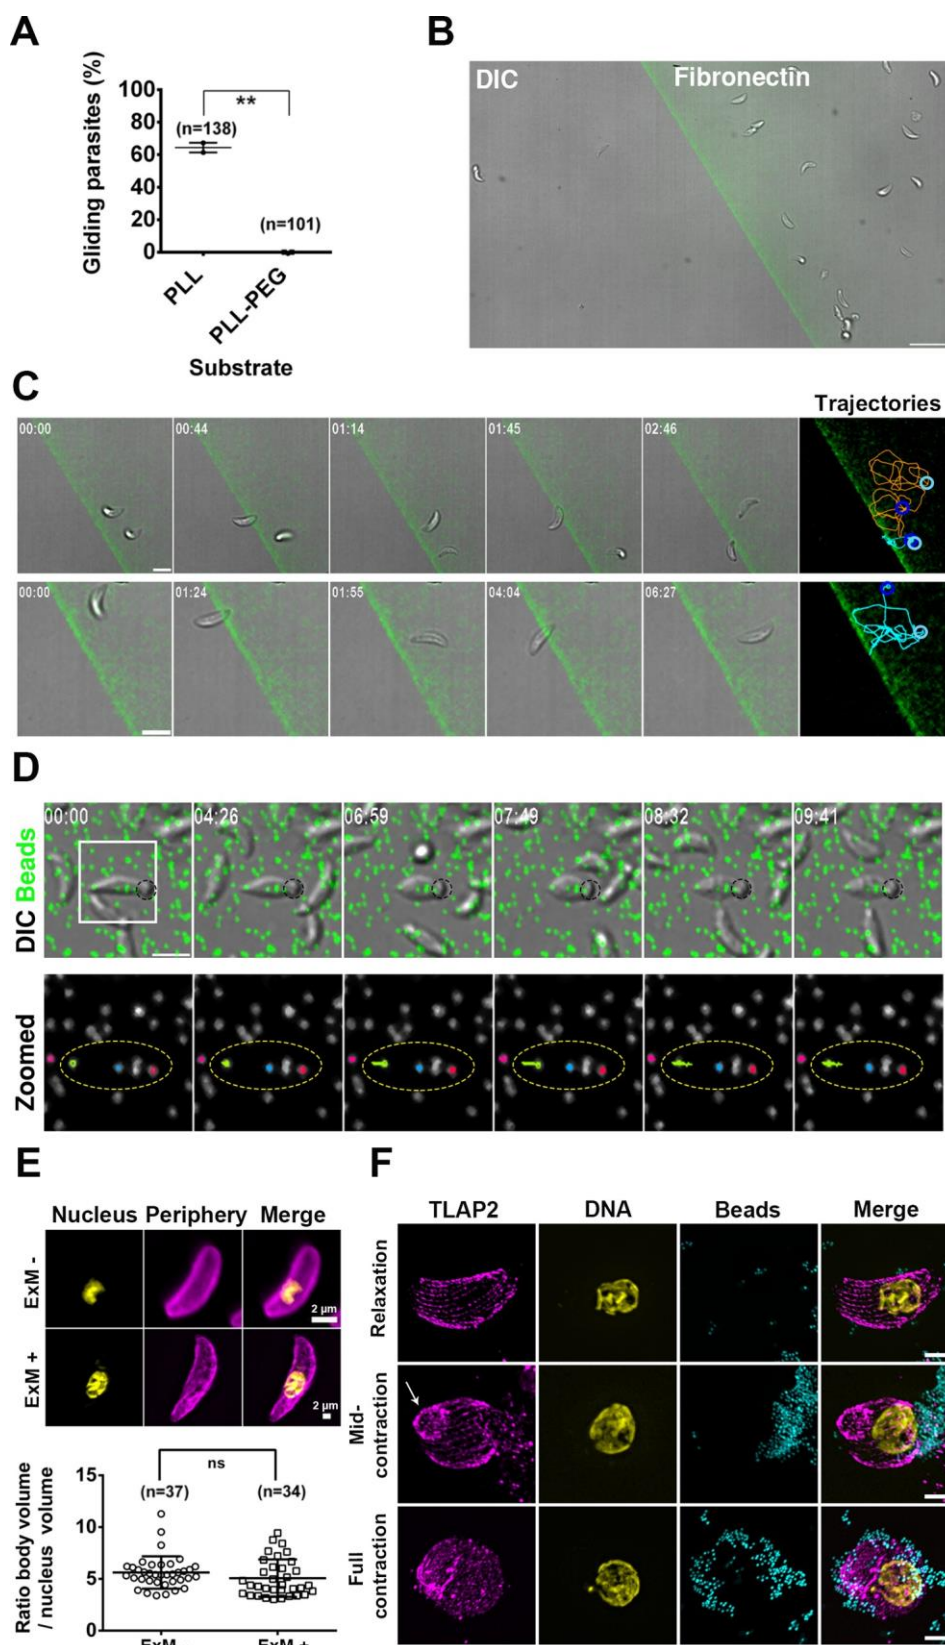 A
Gliding parasites (%)
100
80
60
40
20
0
**
(n=138)
(n=101)
PLL
PLL-PEG
Substrate
B
DIC
Fibronectin
C
Trajectories
00:00
00:44
01:14
01:45
02:46
00:00
01:24
01:55
04:04
06:27
D
DIC Beads
00:00
04:26
06:59
07:49
08:32
09:41
Zoomed
E
Nucleus Periphery Merge
ExM -
2 µm
ExM +
2 µm
Ratio body volume
/ nucleus volume
15
10
5
0
ns
(n=37)
(n=34)
ExM -
ExM +
F
TLAP2
DNA
Beads
Merge
Relaxation
Mid-
contraction
Full
contraction